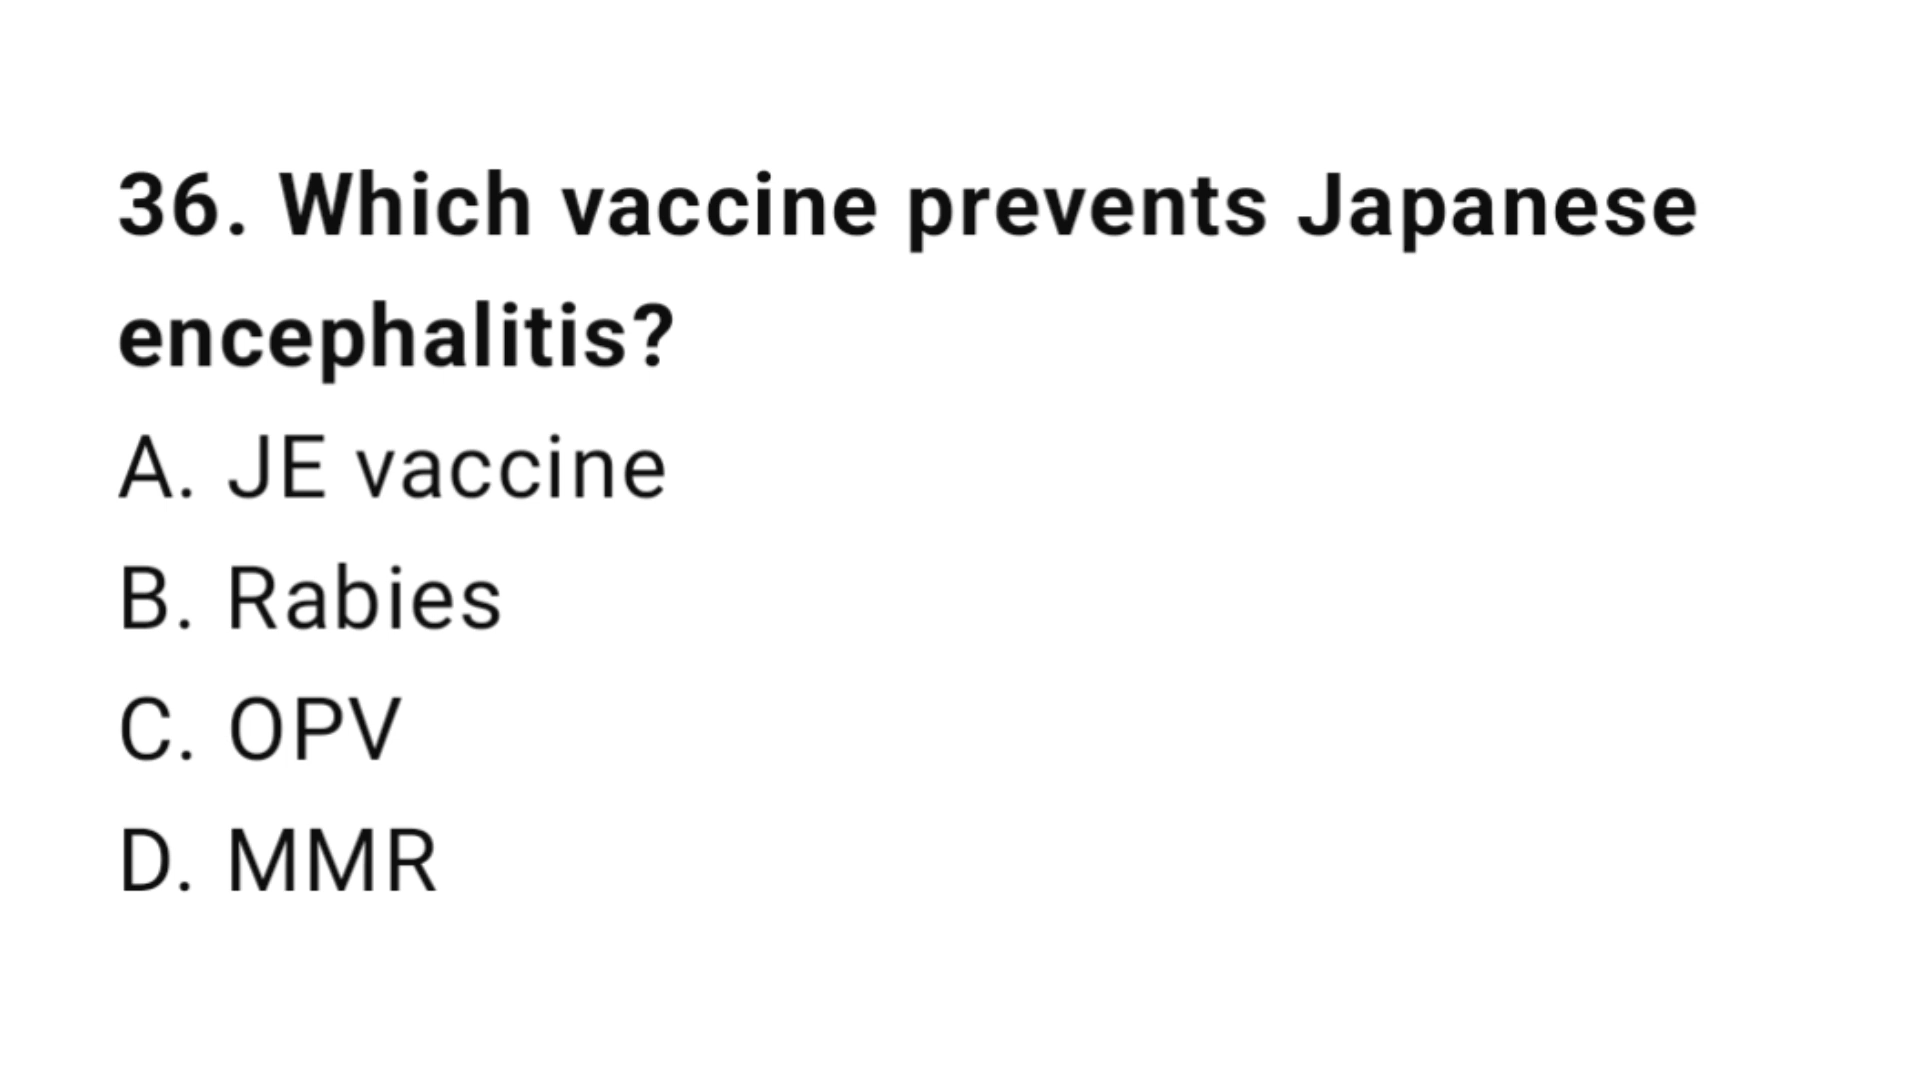 36. Which vaccine prevents Japanese
encephalitis?
A. JE vaccine
B. Rabies
C. OPV
D. MMR